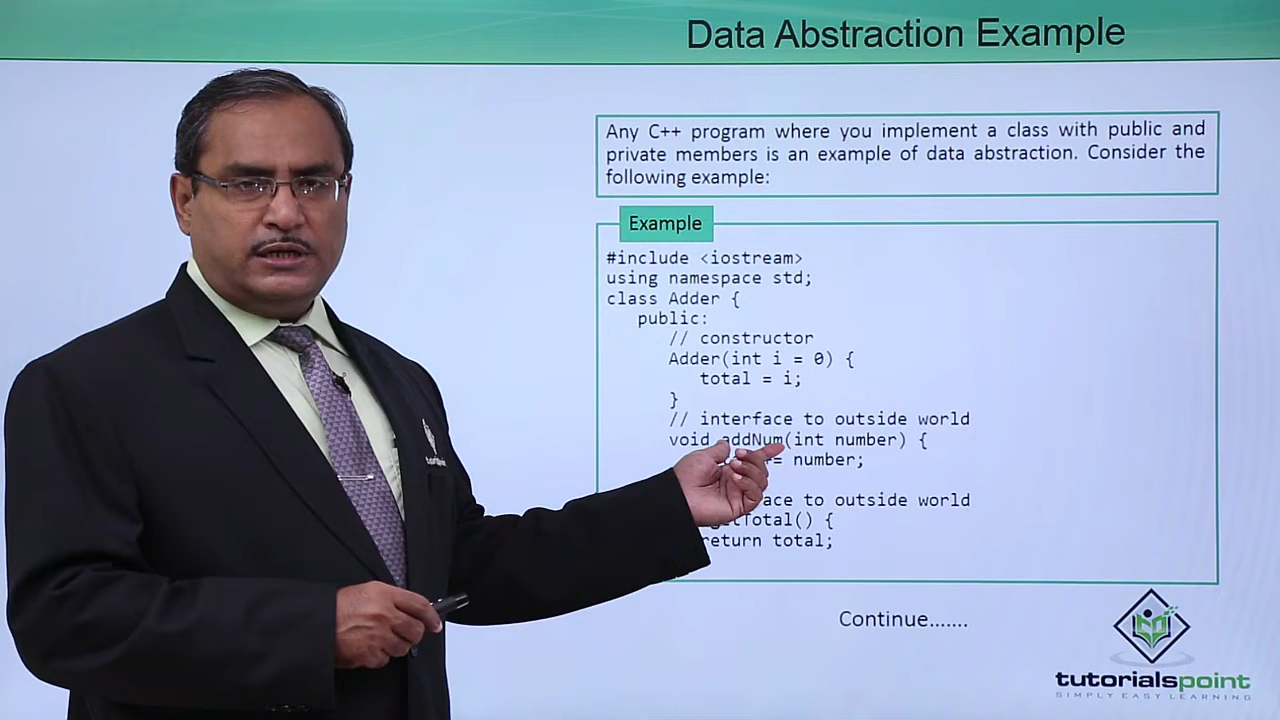 Data Abstraction Example
Any C++ program where you implement a class with public and
private members is an example of data abstraction. Consider the
following example:
Example
#include <iostream>
using namespace std;
class Adder {
public:
// constructor
Adder(int i = 0) {
total = i;
}
// interface to outside world
void addNum(int number) {
+= number;
to outside world
getTotal() {
return total;
Continue.......
tutorialspoint
SIMPLY EASY LEARNING